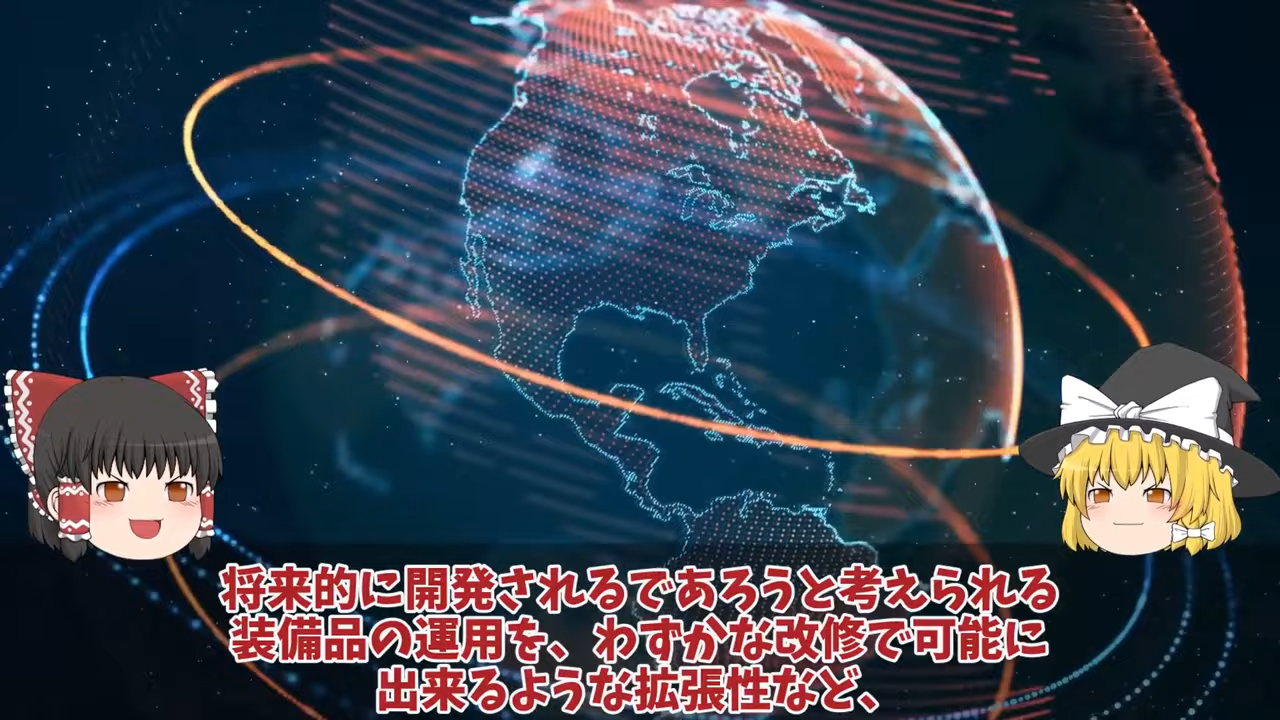 将来的に開発されるであろうと考えられる
装備品の運用を、わずかな改修で可能に
出来るような拡張性など、